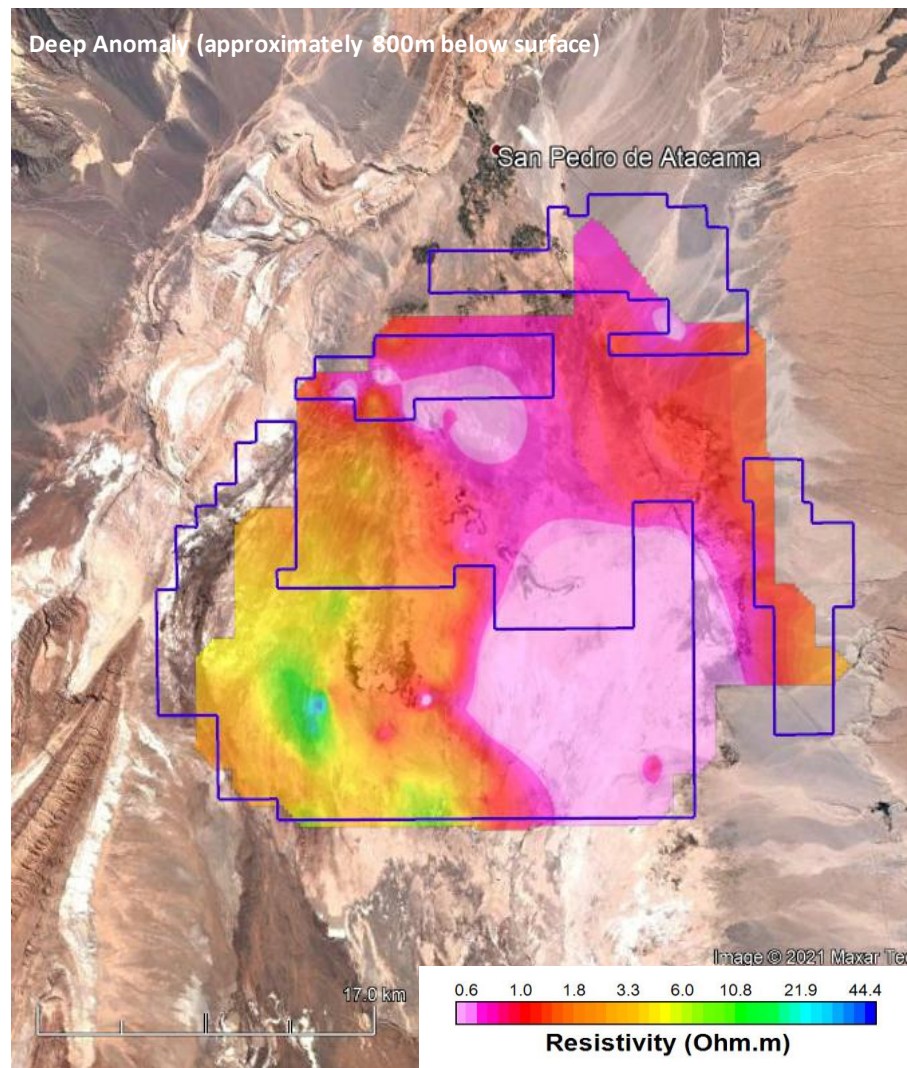 Deep Anomaly (approximately 800m below surface)
San Pedro de Atacama
Image © 2021 Maxar Tec
17.0 km
0.6 1.0 1.8 3.3 6.0 10.8 21.9 44.4
Resistivity (Ohm.m)